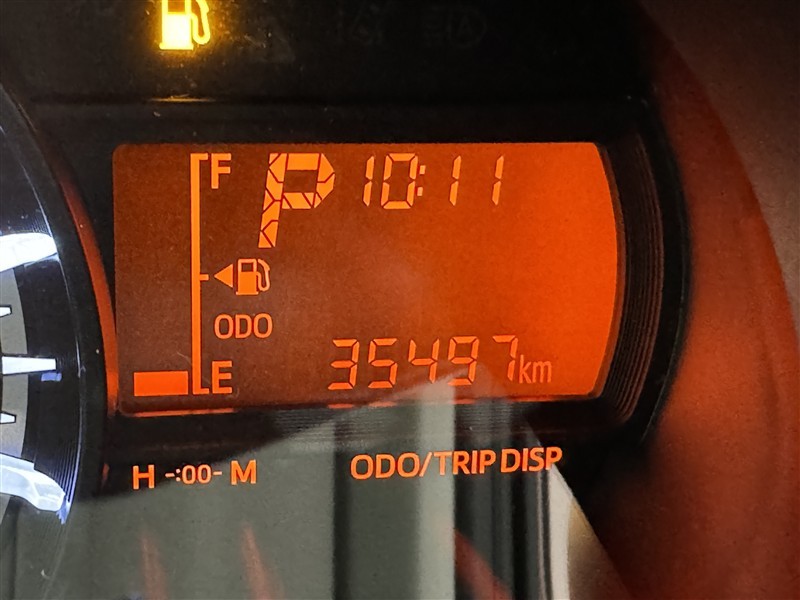 F P 10:11
ODO
E 35497km
H -:00- M ODO/TRIP DISP